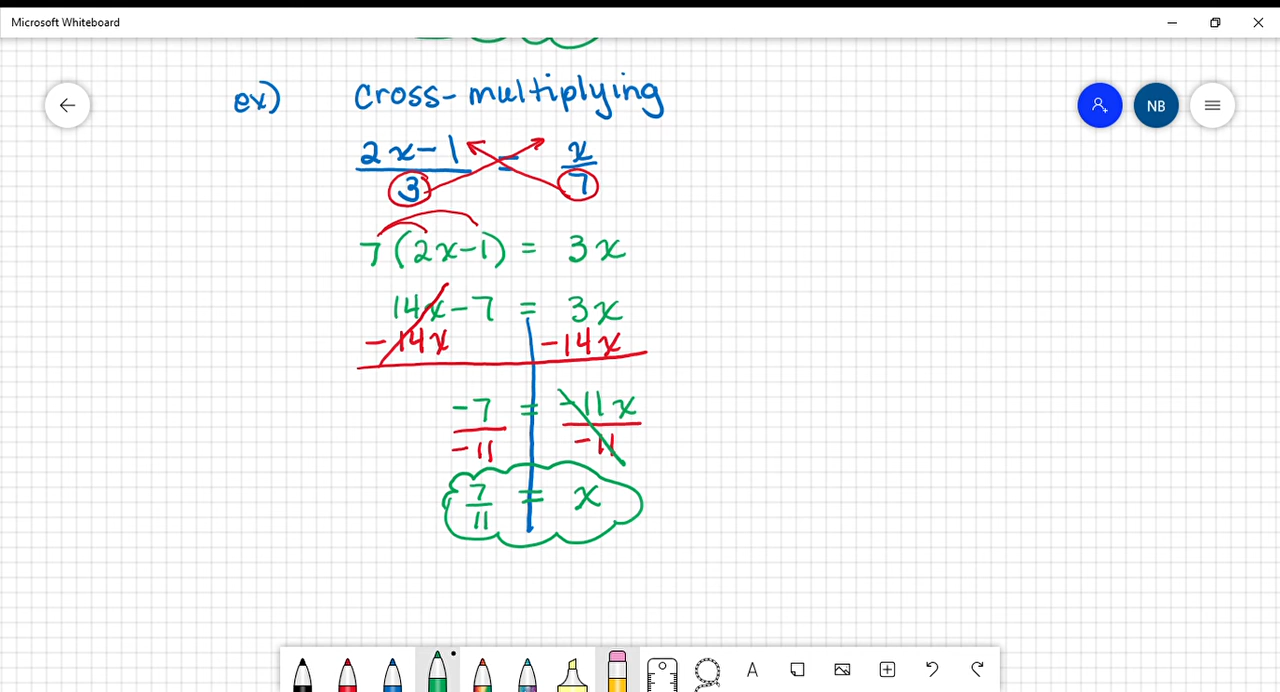 Microsoft Whiteboard
NB
ex) cross-multiplying
2x-1/3 = x/7
7(2x-1) = 3x
14x-7 = 3x
-14x -14x
-7/-11 = -11x/-11
7/11 = x
A